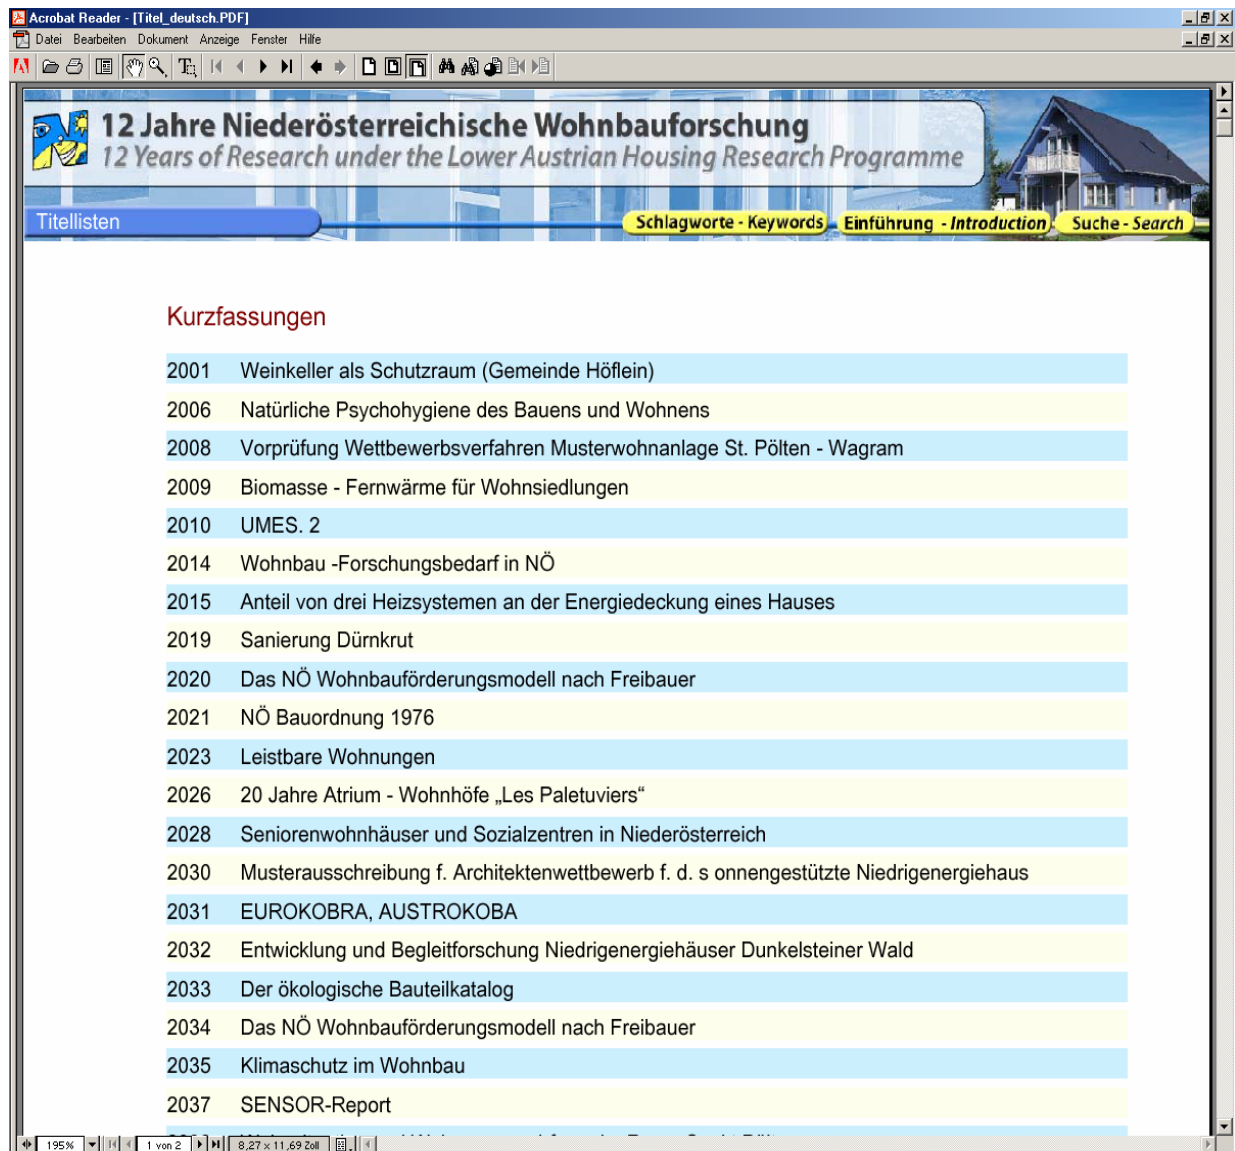 Acrobat Reader - [Titel_deutsch.PDF]
Datei Bearbeiten Dokument Anzeige Fenster Hilfe
12 Jahre Niederösterreichische Wohnbauforschung
12 Years of Research under the Lower Austrian Housing Research Programme
Titellisten
Schlagworte - Keywords Einführung - Introduction Suche - Search
Kurzfassungen
2001 Weinkeller als Schutzraum (Gemeinde Höflein)
2006 Natürliche Psychohygiene des Bauens und Wohnens
2008 Vorprüfung Wettbewerbsverfahren Musterwohnanlage St. Pölten - Wagram
2009 Biomasse - Fernwärme für Wohnsiedlungen
2010 UMES. 2
2014 Wohnbau -Forschungsbedarf in NÖ
2015 Anteil von drei Heizsystemen an der Energiedeckung eines Hauses
2019 Sanierung Dürnkrut
2020 Das NÖ Wohnbauförderungsmodell nach Freibauer
2021 NÖ Bauordnung 1976
2023 Leistbare Wohnungen
2026 20 Jahre Atrium - Wohnhöfe „Les Paletuviers“
2028 Seniorenwohnhäuser und Sozialzentren in Niederösterreich
2030 Musterausschreibung f. Architektenwettbewerb f. d. s onnengestützte Niedrigenergiehaus
2031 EUROKOBRA, AUSTROKOBA
2032 Entwicklung und Begleitforschung Niedrigenergiehäuser Dunkelsteiner Wald
2033 Der ökologische Bauteilkatalog
2034 Das NÖ Wohnbauförderungsmodell nach Freibauer
2035 Klimaschutz im Wohnbau
2037 SENSOR-Report
195% 1 von 2 8,27 x 11,69 Zoll